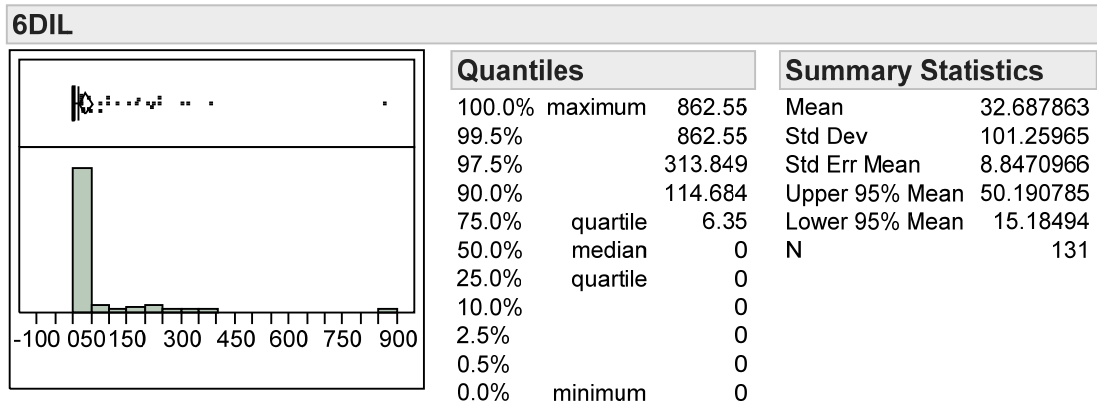 6DIL
-100 0 50 150 300 450 600 750 900
Quantiles
100.0% maximum 862.55
99.5% 862.55
97.5% 313.849
90.0% 114.684
75.0% quartile 6.35
50.0% median 0
25.0% quartile 0
10.0% 0
2.5% 0
0.5% 0
0.0% minimum 0
Summary Statistics
Mean 32.687863
Std Dev 101.25965
Std Err Mean 8.8470966
Upper 95% Mean 50.190785
Lower 95% Mean 15.18494
N 131